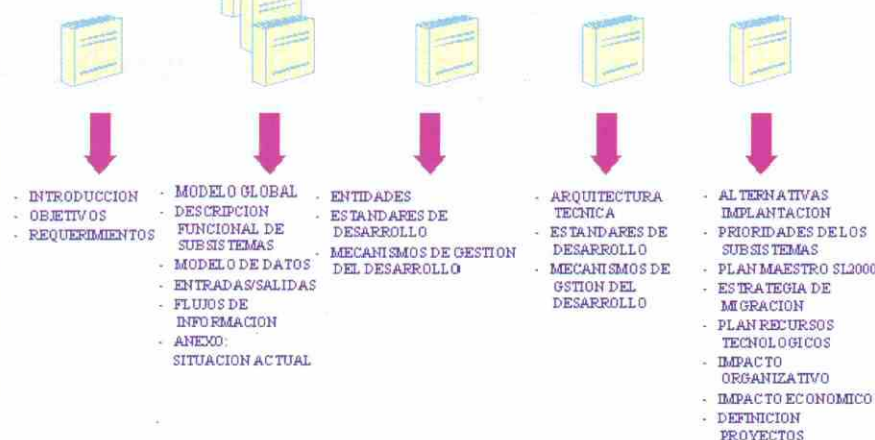 - INTRODUCCION
- OBJETIVOS
- REQUERIMIENTOS
- MODELO GLOBAL
- DESCRIPCION
FUNCIONAL DE
SUBSISTEMAS
- MODELO DE DATOS
- ENTRADAS/SALIDAS
- FLUJOS DE
INFORMACION
- ANEXO:
SITUACION ACTUAL
- ENTIDADES
- ESTANDARES DE
DESARROLLO
- MECANISMOS DE GESTION
DEL DESARROLLO
- ARQUITECTURA
TECNICA
- ESTANDARES DE
DESARROLLO
- MECANISMOS DE
GSTION DEL
DESARROLLO
- ALTERNATIVAS
IMPLANTACION
- PRIORIDADES DE LOS
SUBSISTEMAS
- PLAN MAESTRO SL2000
- ESTRATEGIA DE
MIGRACION
- PLAN RECURSOS
TECNOLOGICOS
- IMPACTO
ORGANIZATIVO
- IMPACTO ECONOMICO
- DEFINICION
PROYECTOS